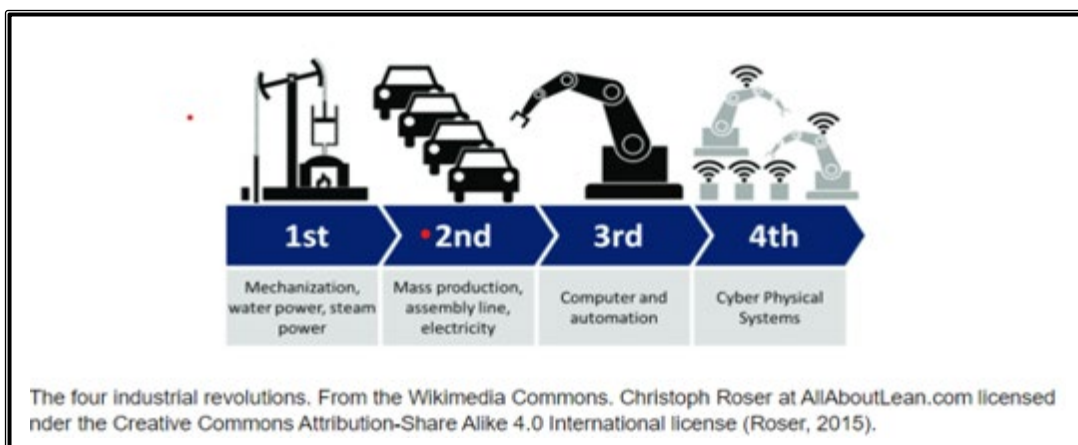 1st
2nd
3rd
4th
Mechanization,
water power, steam
power
Mass production,
assembly line,
electricity
Computer and
automation
Cyber Physical
Systems
The four industrial revolutions. From the Wikimedia Commons. Christoph Roser at AllAboutLean.com licensed
nder the Creative Commons Attribution-Share Alike 4.0 International license (Roser, 2015).